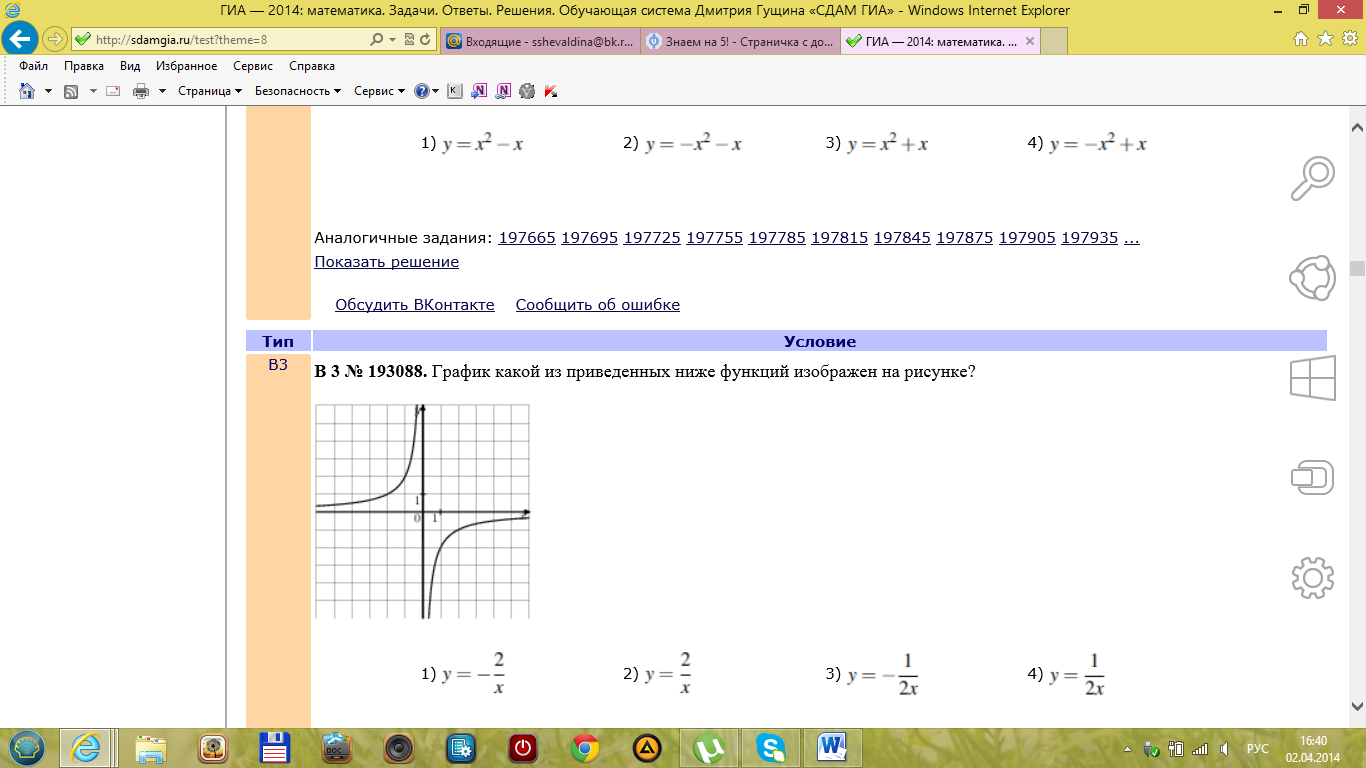 ГИА — 2014: математика. Задачи. Ответы. Решения. Обучающая система Дмитрия Гущина «СДАМ ГИА» - Windows Internet Explorer
http://sdamgia.ru/test?theme=8
Входящие - sshevaldina@bk.r...
Знаем на 5! - Страничка с до...
ГИА — 2014: математика. ...
Файл Правка Вид Избранное Сервис Справка
Страница Безопасность Сервис
1) y = x² − x 2) y = −x² − x 3) y = x² + x 4) y = −x² + x
Аналогичные задания: 197665 197695 197725 197755 197785 197815 197845 197875 197905 197935 ...
Показать решение
Обсудить ВКонтакте Сообщить об ошибке
Тип Условие
B3 В 3 № 193088. График какой из приведенных ниже функций изображен на рисунке?
1
0 1
1) y = −2/x 2) y = 2/x 3) y = −1/2x 4) y = 1/2x
DOC
РУС
16:40
02.04.2014